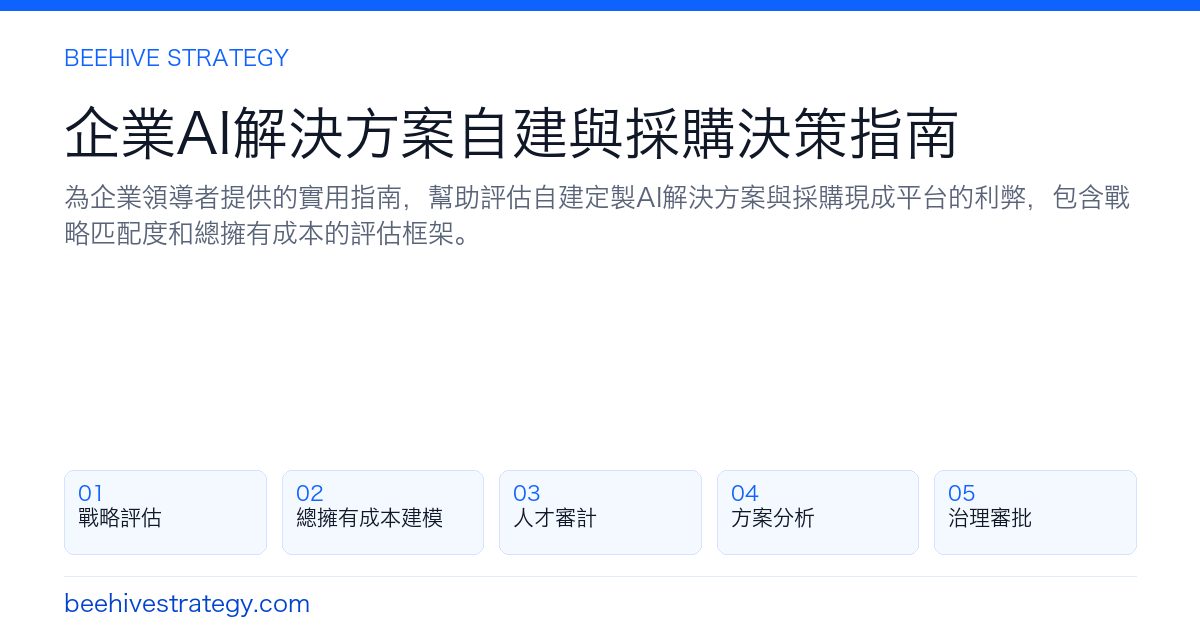 BEEHIVE STRATEGY
企業AI解決方案自建與採購決策指南
為企業領導者提供的實用指南，幫助評估自建定製AI解決方案與採購現成平台的利弊，包含戰
略匹配度和總擁有成本的評估框架。
01
戰略評估
02
總擁有成本建模
03
人才審計
04
方案分析
05
治理審批
beehivestrategy.com